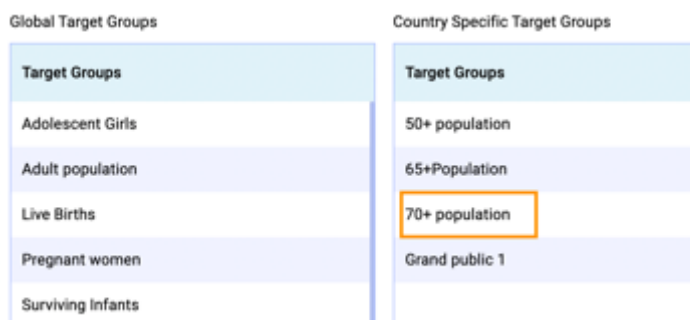 Global Target Groups
Target Groups
Adolescent Girls
Adult population
Live Births
Pregnant women
Surviving Infants
Country Specific Target Groups
Target Groups
50+ population
65+Population
70+ population
Grand public 1